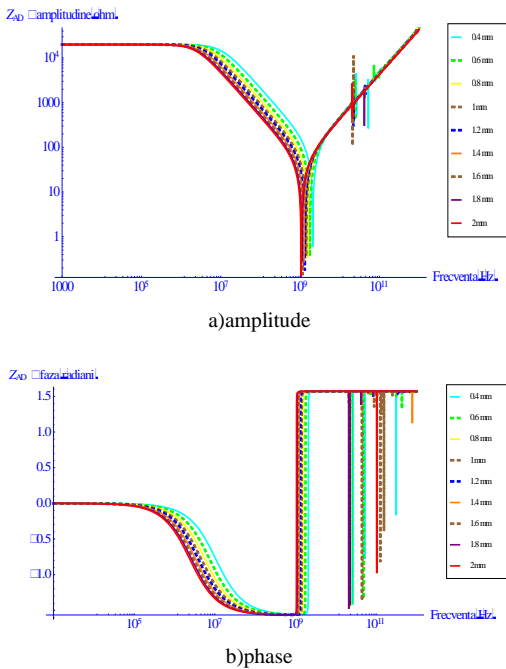 Z_AD □amplitudine□ohm□
10⁴
1000
100
10
1
1000
10⁵
10⁷
10⁹
10¹¹
Frecventa□Hz□
0.4 mm
0.6 mm
0.8 mm
1 mm
1.2 mm
1.4 mm
1.6 mm
1.8 mm
2 mm
a)amplitude
Z_AD □faza□radiani□
1.5
1.0
0.5
0.0
□0.5
□1.0
10⁵
10⁷
10⁹
10¹¹
Frecventa□Hz□
0.4 mm
0.6 mm
0.8 mm
1 mm
1.2 mm
1.4 mm
1.6 mm
1.8 mm
2 mm
b)phase